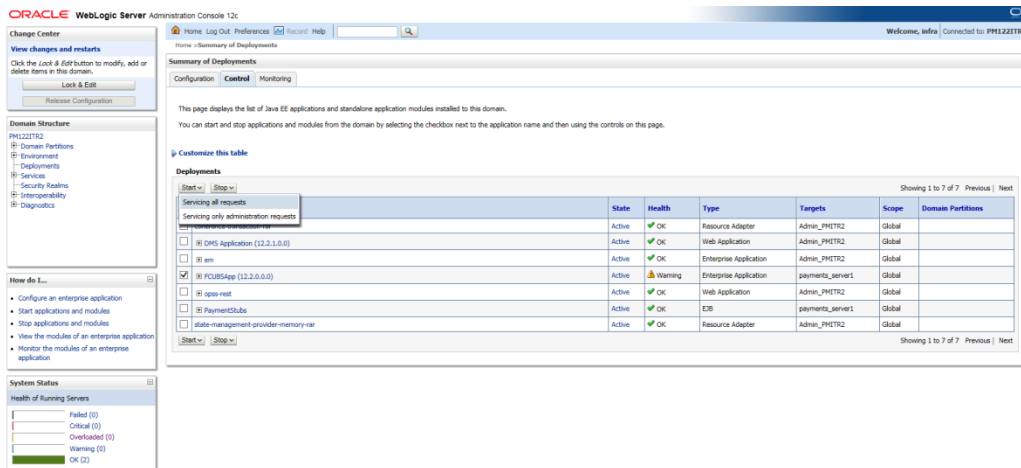 ORACLE WebLogic Server Administration Console 12c
Change Center
View changes and restarts
Click the Lock & Edit button to modify, add or
delete items in this domain.
Lock & Edit
Release Configuration
Domain Structure
PM122ITR2
Domain Partitions
Environment
Deployments
Services
Security Realms
Interoperability
Diagnostics
How do I...
Configure an enterprise application
Start applications and modules
Stop applications and modules
View the modules of an enterprise application
Monitor the modules of an enterprise
application
System Status
Health of Running Servers
Failed (0)
Critical (0)
Overloaded (0)
Warning (0)
OK (2)
Home Log Out Preferences Record Help
Welcome, infra Connected to: PM122ITR
Home >Summary of Deployments
Summary of Deployments
Configuration Control Monitoring
This page displays the list of Java EE applications and standalone application modules installed to this domain.
You can start and stop applications and modules from the domain by selecting the checkbox next to the application name and then using the controls on this page.
Customize this table
Deployments
Start Stop Showing 1 to 7 of 7 Previous | Next
Servicing all requests
Servicing only administration requests
State Health Type Targets Scope Domain Partitions
coherence-transaction-rar Active OK Resource Adapter Admin_PMITR2 Global
DMS Application (12.2.1.0.0) Active OK Web Application Admin_PMITR2 Global
em Active OK Enterprise Application Admin_PMITR2 Global
FCUBSApp (12.2.0.0.0) Active Warning Enterprise Application payments_server1 Global
opss-rest Active OK Web Application Admin_PMITR2 Global
PaymentStubs Active OK EJB payments_server1 Global
state-management-provider-memory-rar Active OK Resource Adapter Admin_PMITR2 Global
Start Stop Showing 1 to 7 of 7 Previous | Next